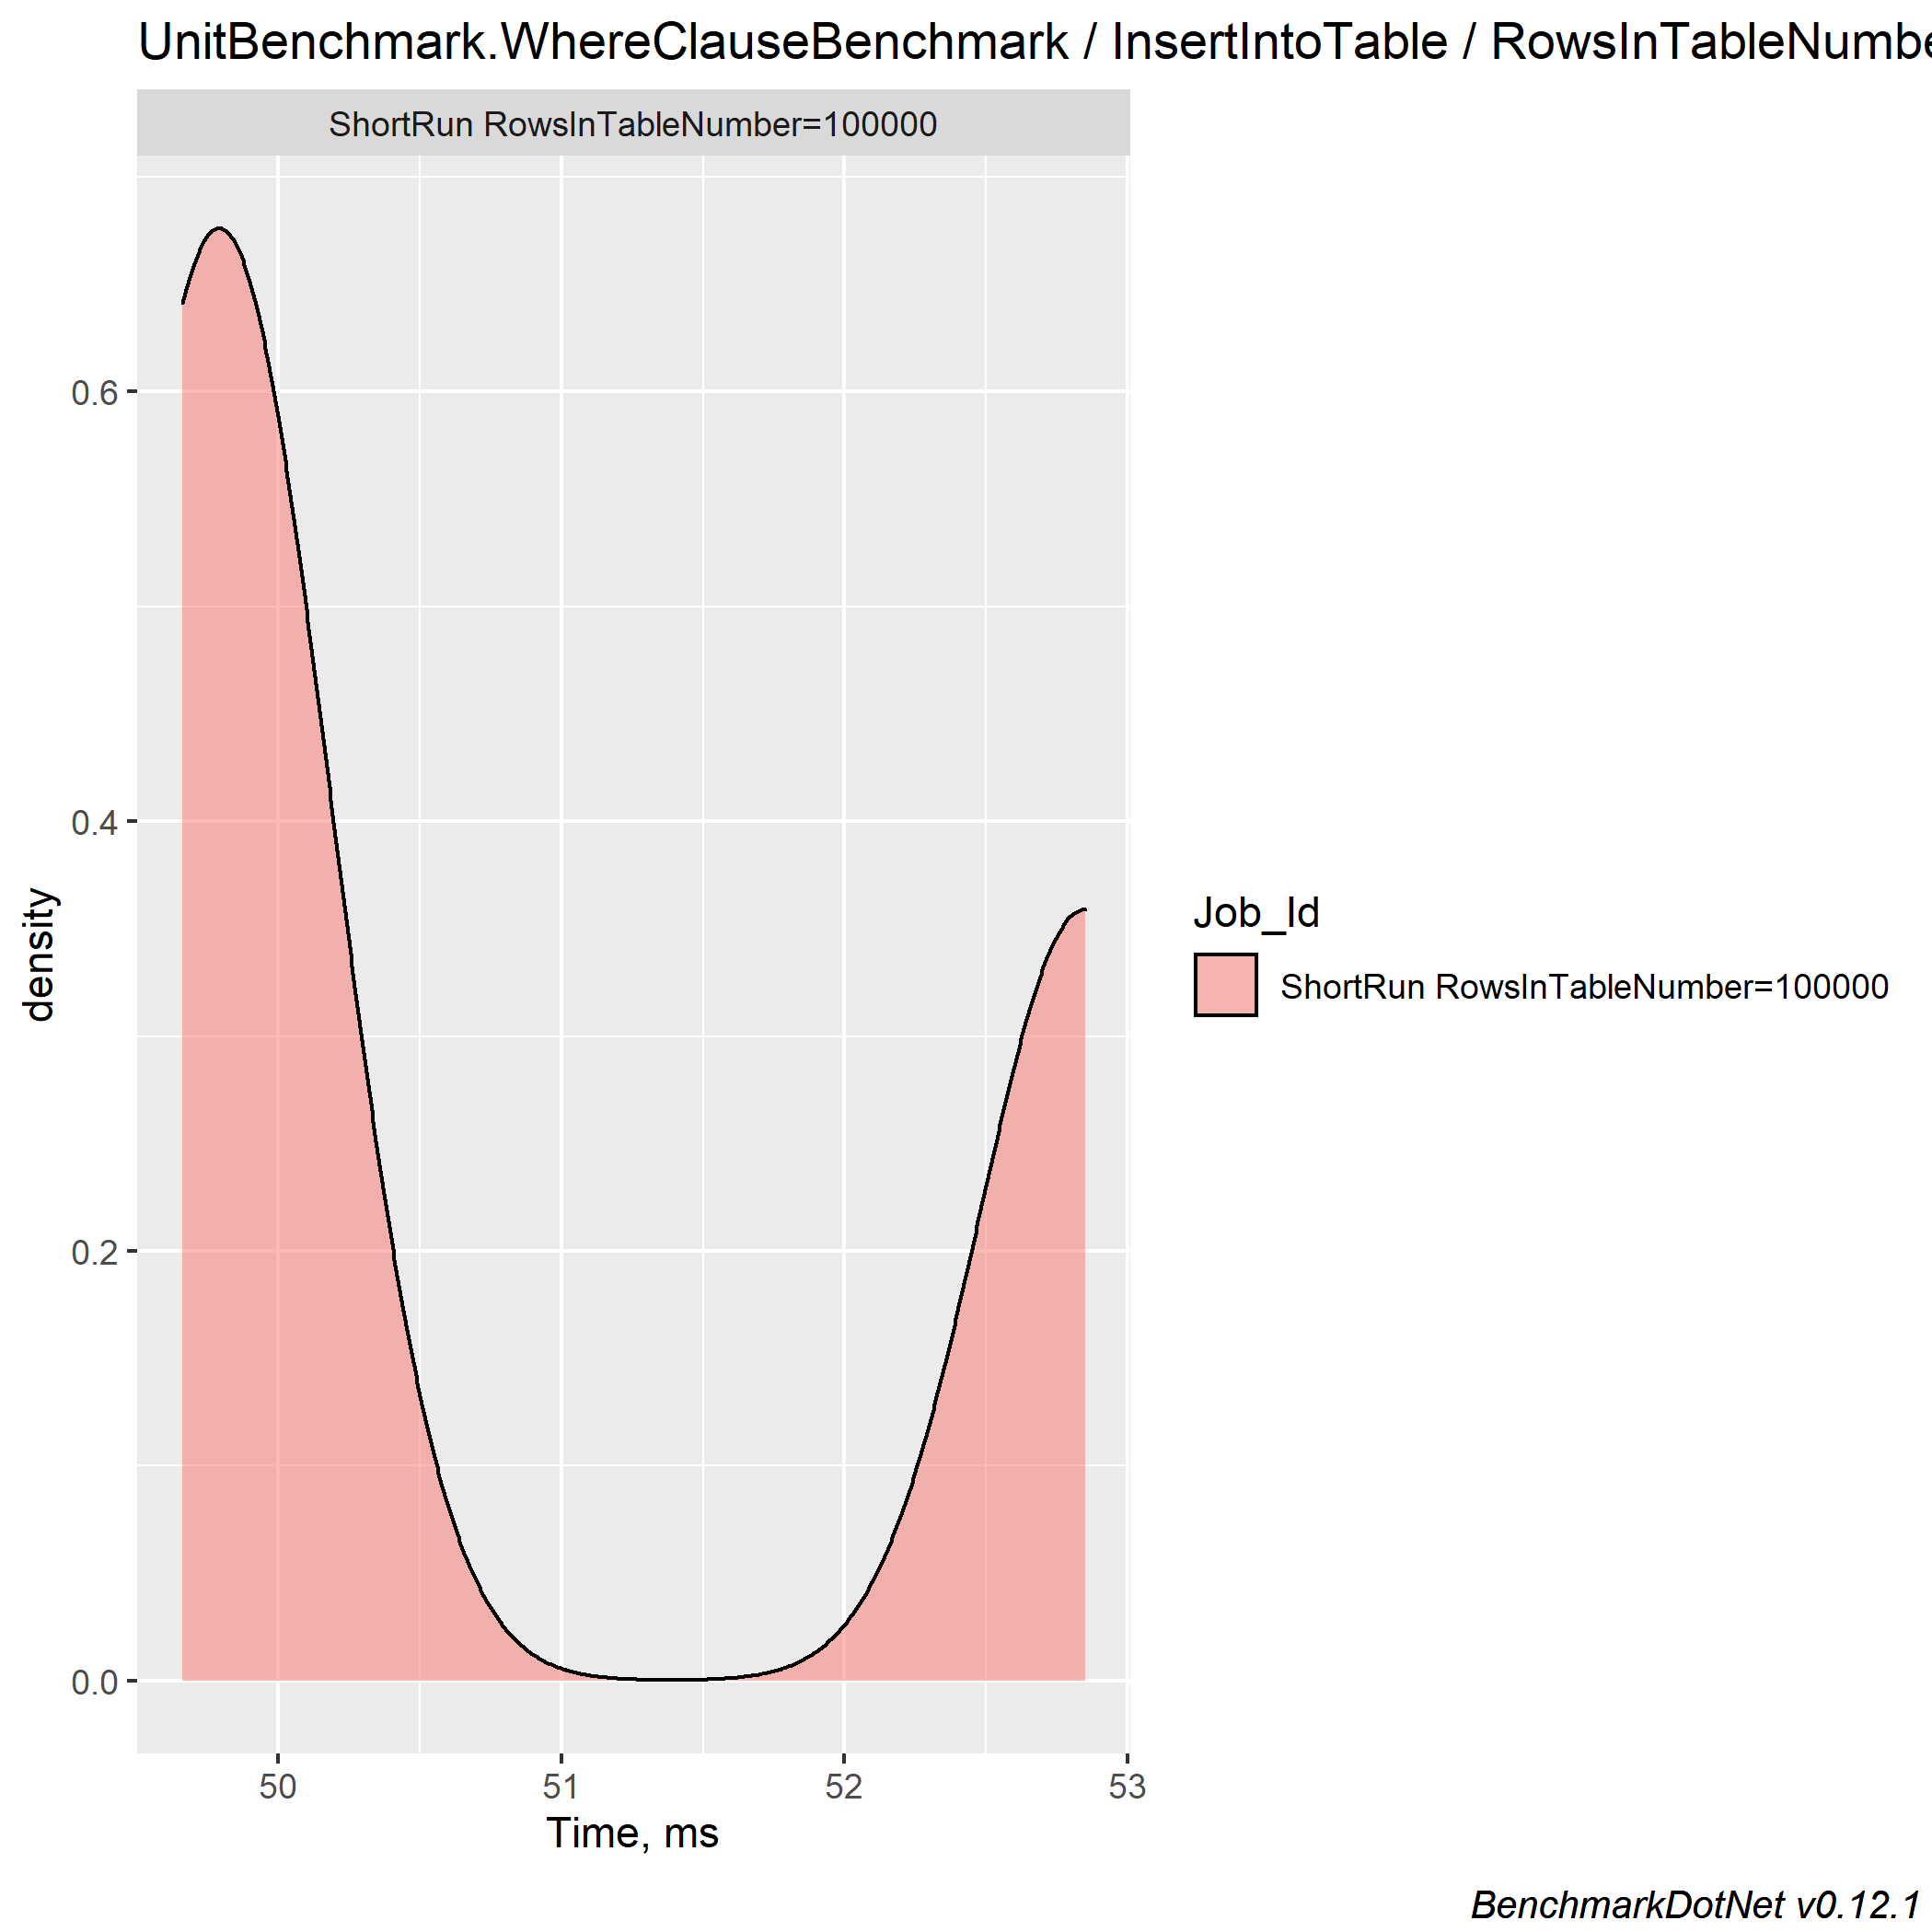 UnitBenchmark.WhereClauseBenchmark / InsertIntoTable / RowsInTableNumbe
ShortRun RowsInTableNumber=100000
0.6
0.4
0.2
0.0
density
50 51 52 53
Time, ms
Job_Id
ShortRun RowsInTableNumber=100000
BenchmarkDotNet v0.12.1